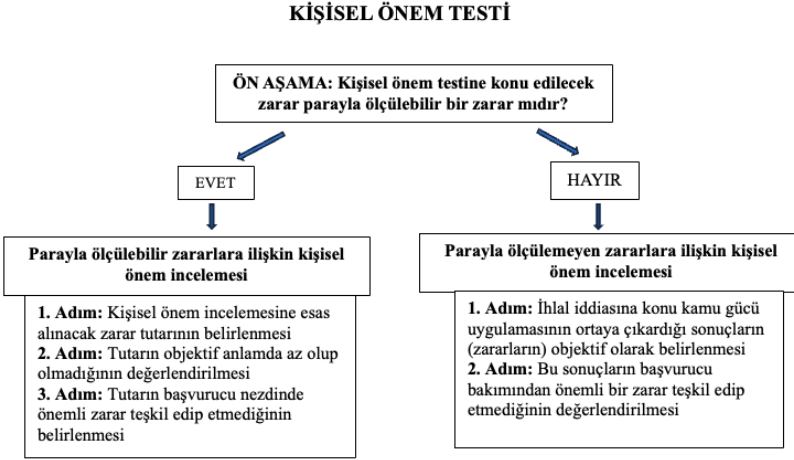 KİŞİSEL ÖNEM TESTİ
ÖN AŞAMA: Kişisel önem testine konu edilecek
zarar parayla ölçülebilir bir zarar mıdır?
EVET
HAYIR
Parayla ölçülebilir zararlara ilişkin kişisel
önem incelemesi
1. Adım: Kişisel önem incelemesine esas
alınacak zarar tutarının belirlenmesi
2. Adım: Tutarın objektif anlamda az olup
olmadığının değerlendirilmesi
3. Adım: Tutarın başvurucu nezdinde
önemli zarar teşkil edip etmediğinin
belirlenmesi
Parayla ölçülemeyen zararlara ilişkin kişisel
önem incelemesi
1. Adım: İhlal iddiasına konu kamu gücü
uygulamasının ortaya çıkardığı sonuçların
(zararların) objektif olarak belirlenmesi
2. Adım: Bu sonuçların başvurucu
bakımından önemli bir zarar teşkil edip
etmediğinin değerlendirilmesi